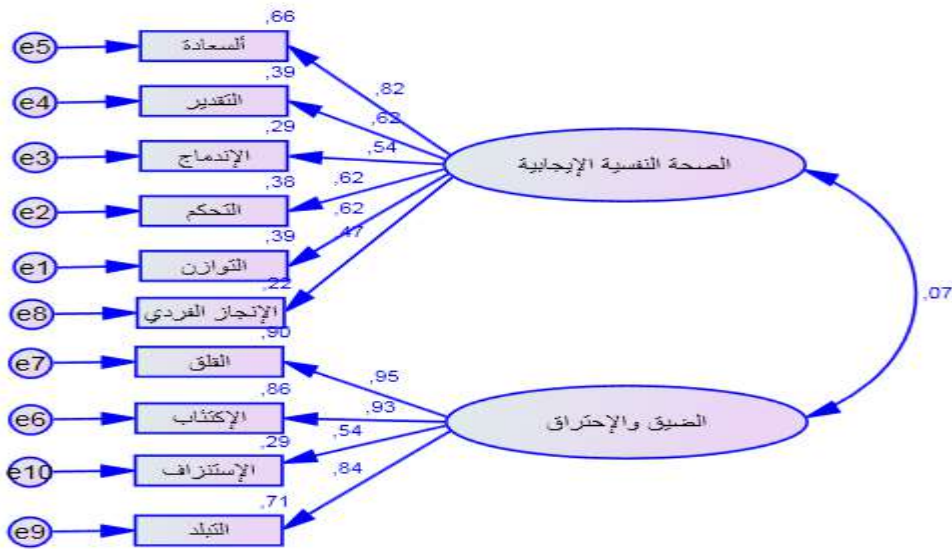 ,66
e5
ألسعادة
,82
,39
e4
التقدير
,62
,29
e3
الإندماج
,54
الصحة النفسية الإيجابية
,38
e2
التحكم
,62
,39
e1
التوازن
,62
,22
e8
الإنجاز الفردي
,47
,07
,90
e7
القلق
,95
,86
e6
الإكتئاب
,93
الضيق والإحتراق
,29
e10
الإستنزاف
,54
,71
e9
التبلد
,84